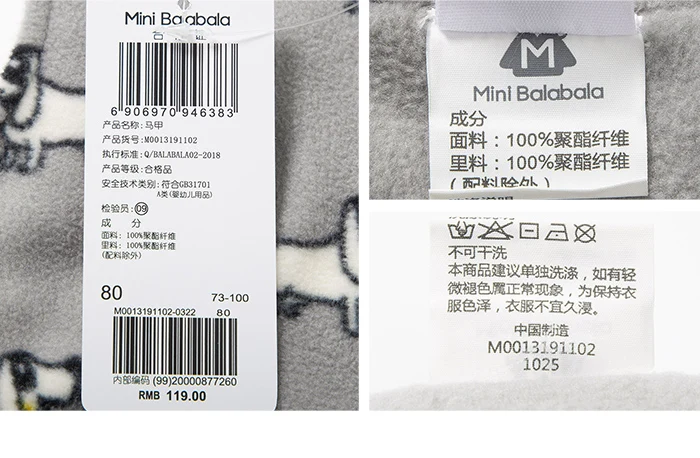 Mini Balabala
合格证
6 906970 946383
产品名称: 马甲
产品货号: M0013191102
执行标准: Q/BALABALA02-2018
产品等级: 合格品
安全技术类别: 符合GB31701
A类(婴幼儿用品)
检验员: 09
成 分
面料: 100%聚酯纤维
里料: 100%聚酯纤维
(配料除外)
80 73-100
M0013191102-0322 80
内部编码 (99)20000877260
RMB 119.00
M
Mini Balabala
成分
面料：100%聚酯纤维
里料：100%聚酯纤维
(配料除外)
不可干洗
本商品建议单独洗涤，如有轻
微褪色属正常现象，为保持衣
服色泽，衣服不宜久浸。
中国制造
M0013191102
1025